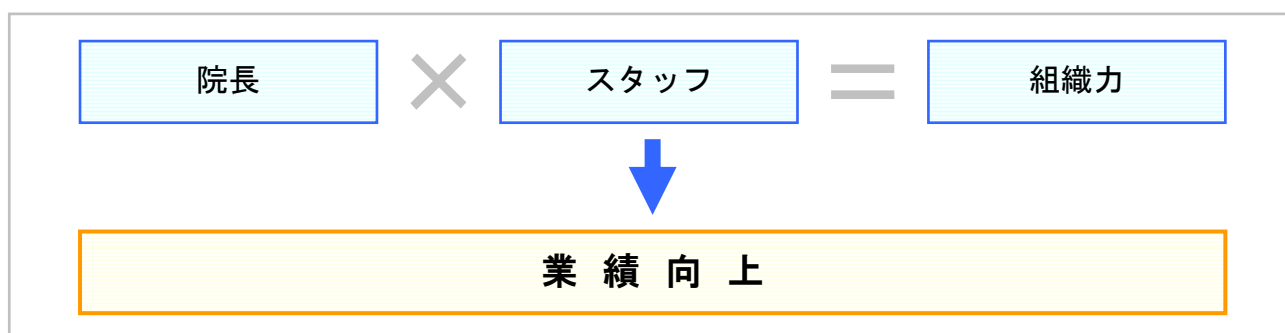 院長 × スタッフ = 組織力
業績向上